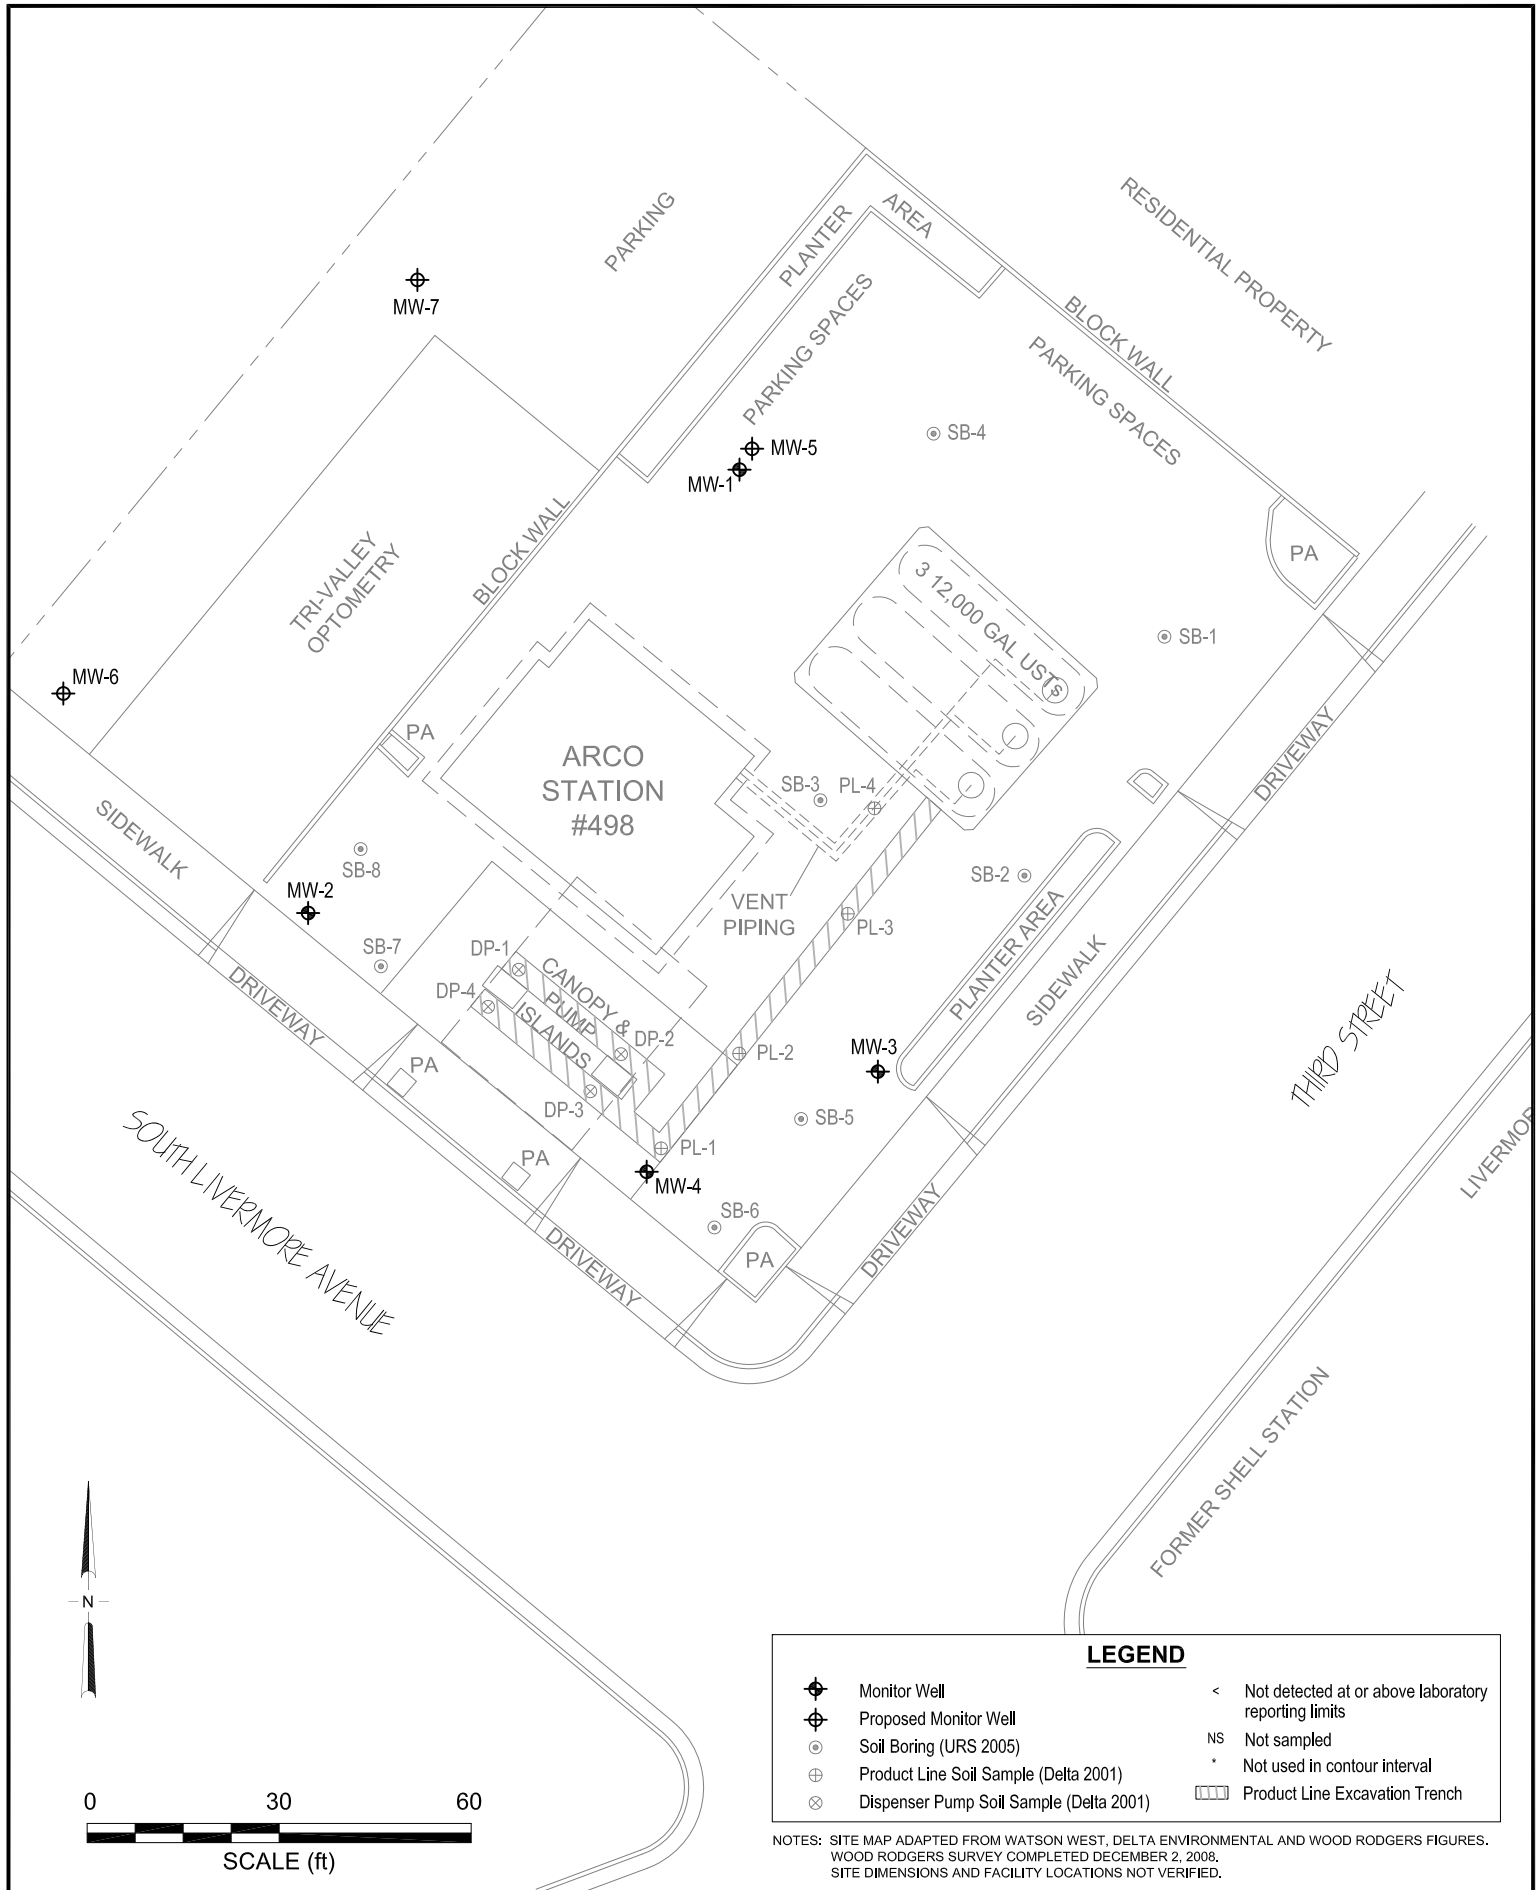 RESIDENTIAL PROPERTY
PARKING
PLANTER
AREA
MW-7
PARKING SPACES
BLOCK WALL
PARKING SPACES
SB-4
MW-5
MW-1
BLOCK WALL
TRI-VALLEY
OPTOMETRY
PA
3 12,000 GAL USTs
SB-1
MW-6
PA
DRIVEWAY
ARCO
STATION
#498
SB-3
PL-4
SIDEWALK
SB-8
MW-2
SB-2
VENT
PIPING
PL-3
PLANTER AREA
SIDEWALK
SB-7
DP-1
DRIVEWAY
DP-4
CANOPY &
PUMP
ISLANDS
DP-2
PL-2
MW-3
THIRD STREET
PA
DP-3
SB-5
SOUTH LIVERMORE AVENUE
PA
PL-1
MW-4
LIVERMOR
SB-6
DRIVEWAY
DRIVEWAY
PA
FORMER SHELL STATION
N
0 30 60
SCALE (ft)
LEGEND
Monitor Well
Proposed Monitor Well
Soil Boring (URS 2005)
Product Line Soil Sample (Delta 2001)
Dispenser Pump Soil Sample (Delta 2001)
< Not detected at or above laboratory
reporting limits
NS Not sampled
* Not used in contour interval
Product Line Excavation Trench
NOTES: SITE MAP ADAPTED FROM WATSON WEST, DELTA ENVIRONMENTAL AND WOOD RODGERS FIGURES.
WOOD RODGERS SURVEY COMPLETED DECEMBER 2, 2008.
SITE DIMENSIONS AND FACILITY LOCATIONS NOT VERIFIED.